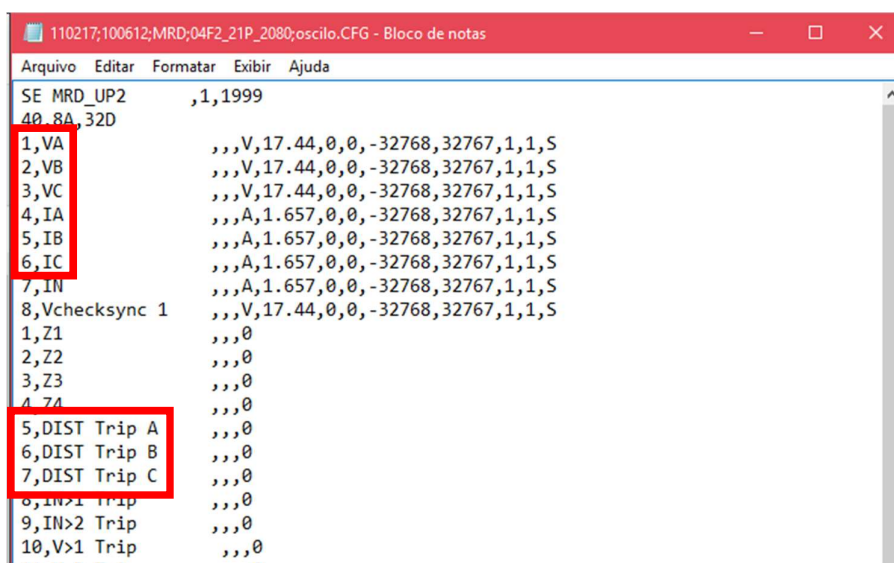 110217;100612;MRD;04F2_21P_2080;oscilo.CFG - Bloco de notas
Arquivo Editar Formatar Exibir Ajuda
SE MRD_UP2 ,1,1999
40,8A,32D
1,VA ,,,V,17.44,0,0,-32768,32767,1,1,S
2,VB ,,,V,17.44,0,0,-32768,32767,1,1,S
3,VC ,,,V,17.44,0,0,-32768,32767,1,1,S
4,IA ,,,A,1.657,0,0,-32768,32767,1,1,S
5,IB ,,,A,1.657,0,0,-32768,32767,1,1,S
6,IC ,,,A,1.657,0,0,-32768,32767,1,1,S
7,IN ,,,A,1.657,0,0,-32768,32767,1,1,S
8,Vchecksync 1 ,,,V,17.44,0,0,-32768,32767,1,1,S
1,Z1 ,,,0
2,Z2 ,,,0
3,Z3 ,,,0
4,Z4 ,,,0
5,DIST Trip A ,,,0
6,DIST Trip B ,,,0
7,DIST Trip C ,,,0
8,IN>1 Trip ,,,0
9,IN>2 Trip ,,,0
10,V>1 Trip ,,,0